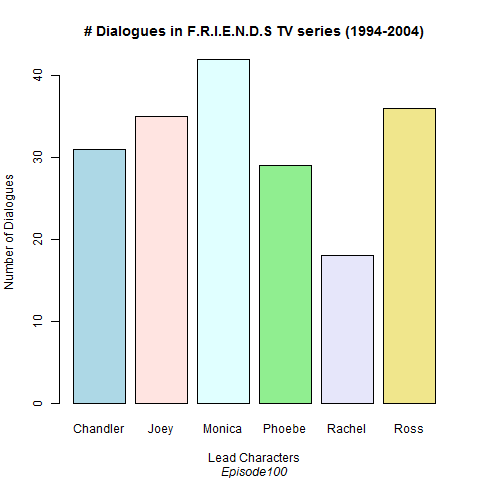 # Dialogues in F.R.I.E.N.D.S TV series (1994-2004)
Number of Dialogues
40
30
20
10
0
Chandler Joey Monica Phoebe Rachel Ross
Lead Characters
Episode100